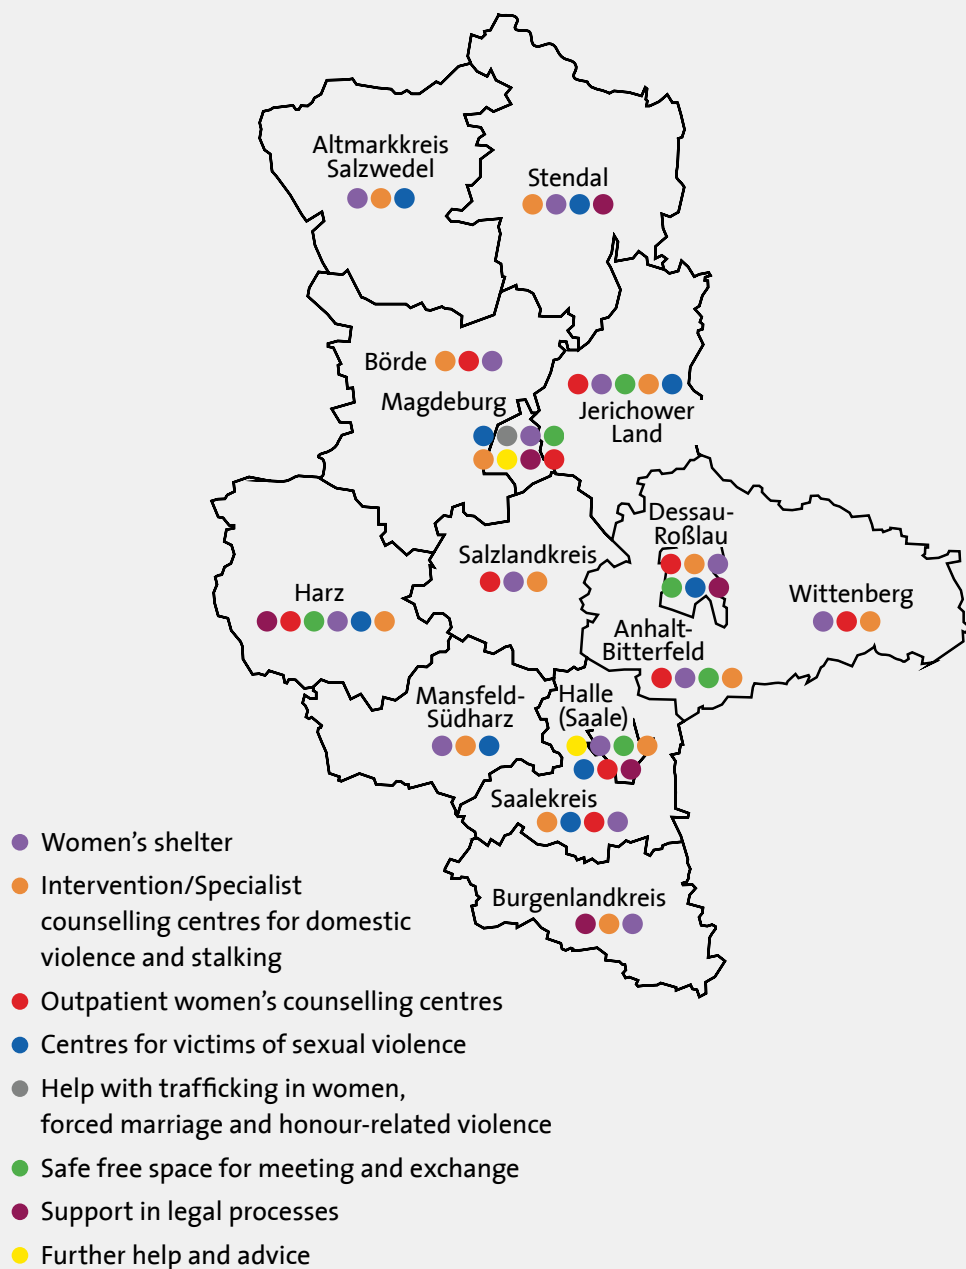 Altmarkkreis
Salzwedel
Stendal
Börde
Magdeburg
Jerichower
Land
Dessau-
Roßlau
Salzlandkreis
Harz
Wittenberg
Anhalt-
Bitterfeld
Mansfeld-
Südharz
Halle
(Saale)
Saalekreis
Burgenlandkreis
Women’s shelter
Intervention/Specialist
counselling centres for domestic
violence and stalking
Outpatient women’s counselling centres
Centres for victims of sexual violence
Help with trafficking in women,
forced marriage and honour-related violence
Safe free space for meeting and exchange
Support in legal processes
Further help and advice